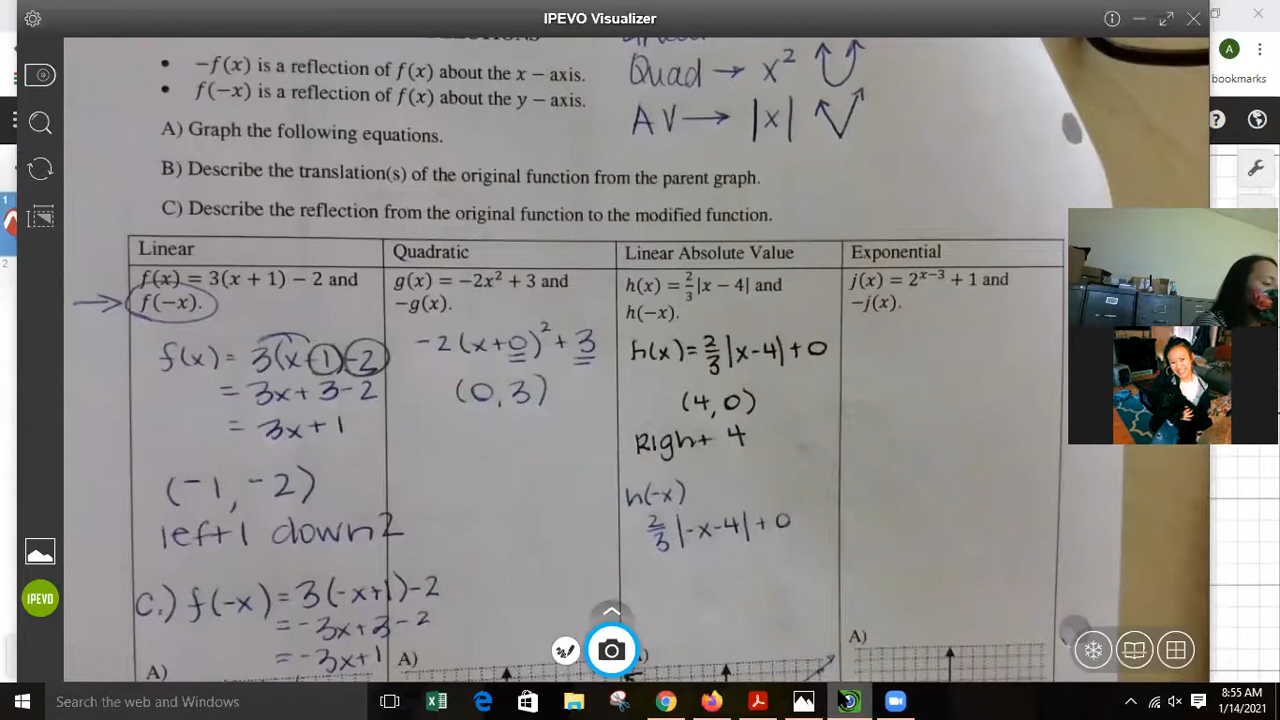 IPEVO Visualizer
A
bookmarks
• −f(x) is a reflection of f(x) about the x − axis.
• f(−x) is a reflection of f(x) about the y − axis.
Quad → x²
AV → |x|
A) Graph the following equations.
B) Describe the translation(s) of the original function from the parent graph.
C) Describe the reflection from the original function to the modified function.
1
2
Linear
f(x) = 3(x + 1) − 2 and
f(−x).
f(x) = 3(x 1) -2
= 3x+3-2
= 3x+1
(-1, -2)
left 1 down 2
C.) f(-x) = 3(-x+1)-2
= -3x+3-2
= -3x+1
A)
Quadratic
g(x) = −2x² + 3 and
−g(x).
-2(x+0)²+3
(0,3)
A)
Linear Absolute Value
h(x) = 2/3|x − 4| and
h(−x).
h(x) = 2/3|x-4|+0
(4,0)
Right 4
h(-x)
2/3|-x-4|+0
Exponential
j(x) = 2^(x−3) + 1 and
−j(x).
A)
IPEVO
Search the web and Windows
8:55 AM
1/14/2021